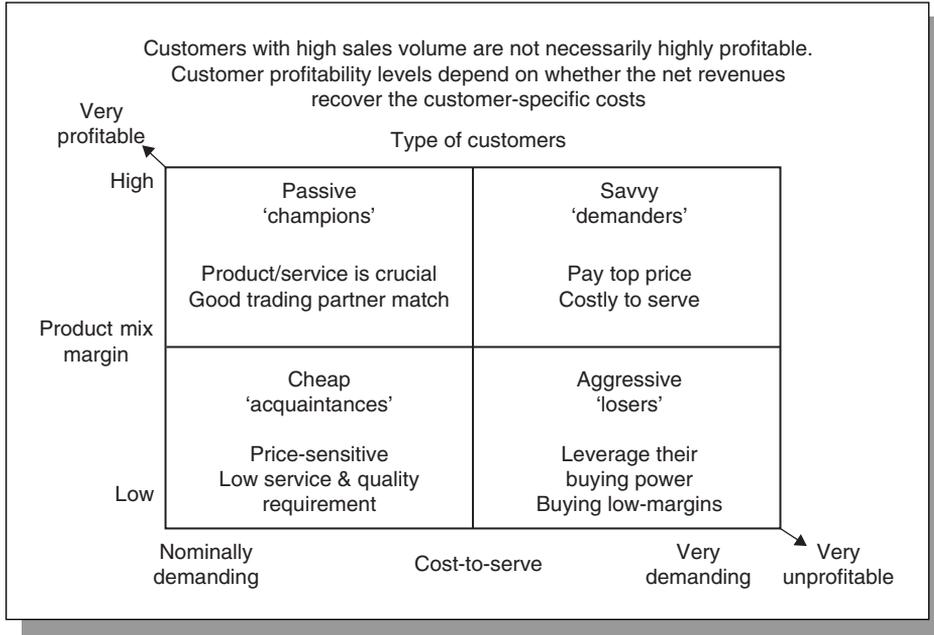 Customers with high sales volume are not necessarily highly profitable.
Customer profitability levels depend on whether the net revenues
recover the customer-specific costs
Very
profitable
Type of customers
High
Passive
‘champions’
Product/service is crucial
Good trading partner match
Savvy
‘demanders’
Pay top price
Costly to serve
Product mix
margin
Cheap
‘acquaintances’
Price-sensitive
Low service & quality
requirement
Aggressive
‘losers’
Leverage their
buying power
Buying low-margins
Low
Nominally
demanding
Cost-to-serve
Very
demanding
Very
unprofitable